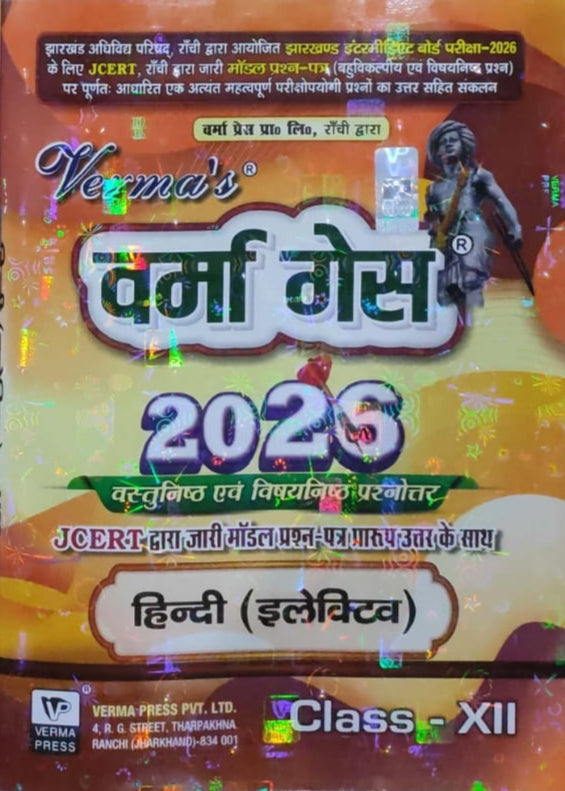 झारखंड अधिविद्य परिषद्, राँची द्वारा आयोजित झारखण्ड इंटरमीडिएट बोर्ड परीक्षा-2026
के लिए JCERT, राँची द्वारा जारी मॉडल प्रश्न-पत्र (बहुविकल्पीय एवं विषयनिष्ठ प्रश्न)
पर पूर्णतः आधारित एक अत्यंत महत्वपूर्ण परीक्षोपयोगी प्रश्नों का उत्तर सहित संकलन
वर्मा प्रेस प्रा० लि०, राँची द्वारा
Verma's ®
वर्मा गेस ®
2026
वस्तुनिष्ठ एवं विषयनिष्ठ प्रश्नोत्तर
JCERT द्वारा जारी मॉडल प्रश्न-पत्र प्रारूप उत्तर के साथ
हिन्दी (इलेक्टिव)
VP ®
VERMA
PRESS
VERMA PRESS PVT. LTD.
4, R. G. STREET, THARPAKHNA
RANCHI (JHARKHAND)-834 001
Class - XII